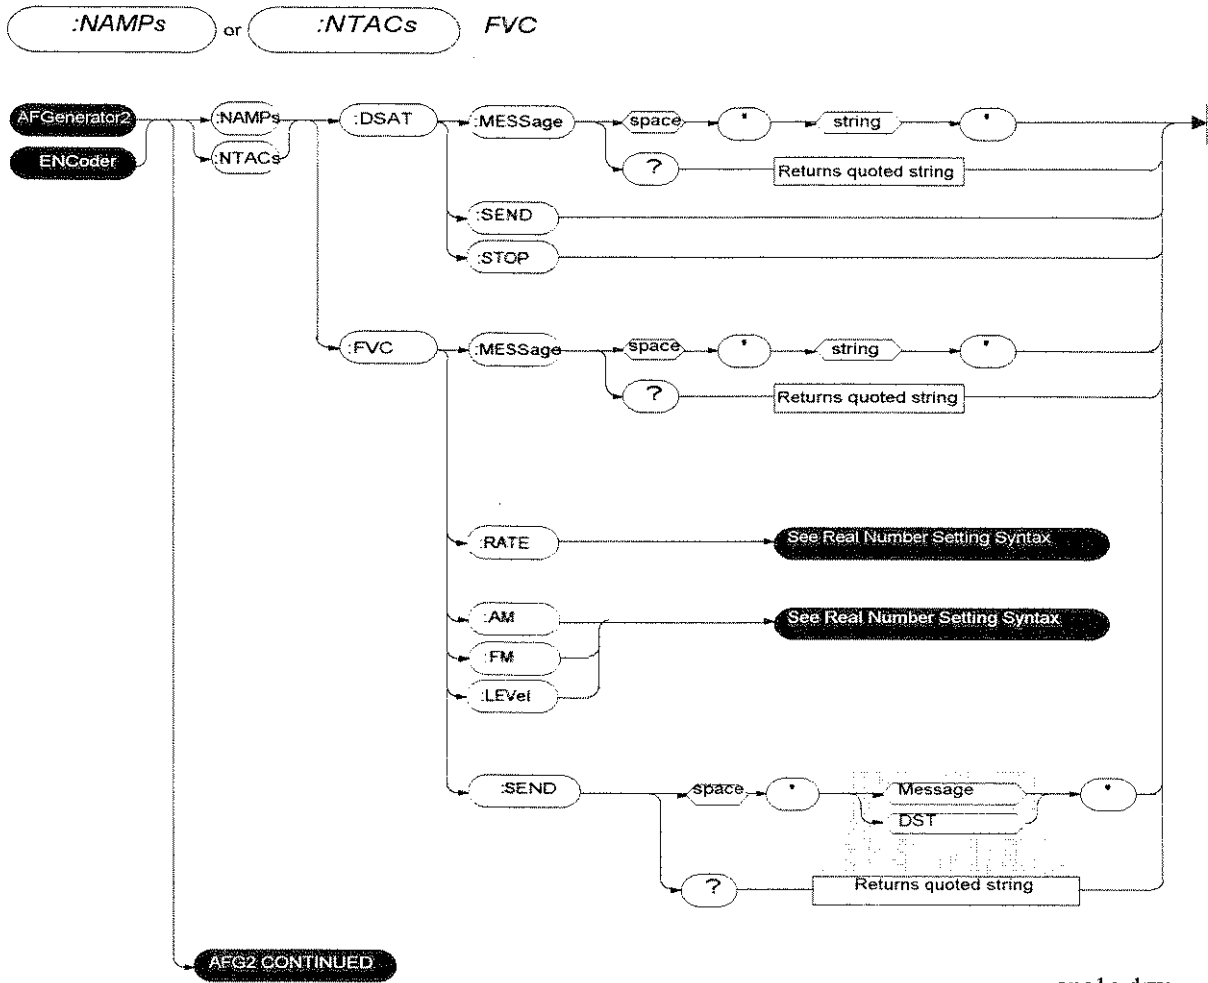 :NAMPs or :NTACs FVC
AFGenerator2 :NAMPs :DSAT :MESSage space ' string '
ENCoder :NTACs ? Returns quoted string
:SEND
:STOP
:FVC :MESSage space ' string '
? Returns quoted string
:RATE See Real Number Setting Syntax
:AM See Real Number Setting Syntax
:FM
:LEVel
:SEND space ' Message '
DST
? Returns quoted string
AFG2 CONTINUED